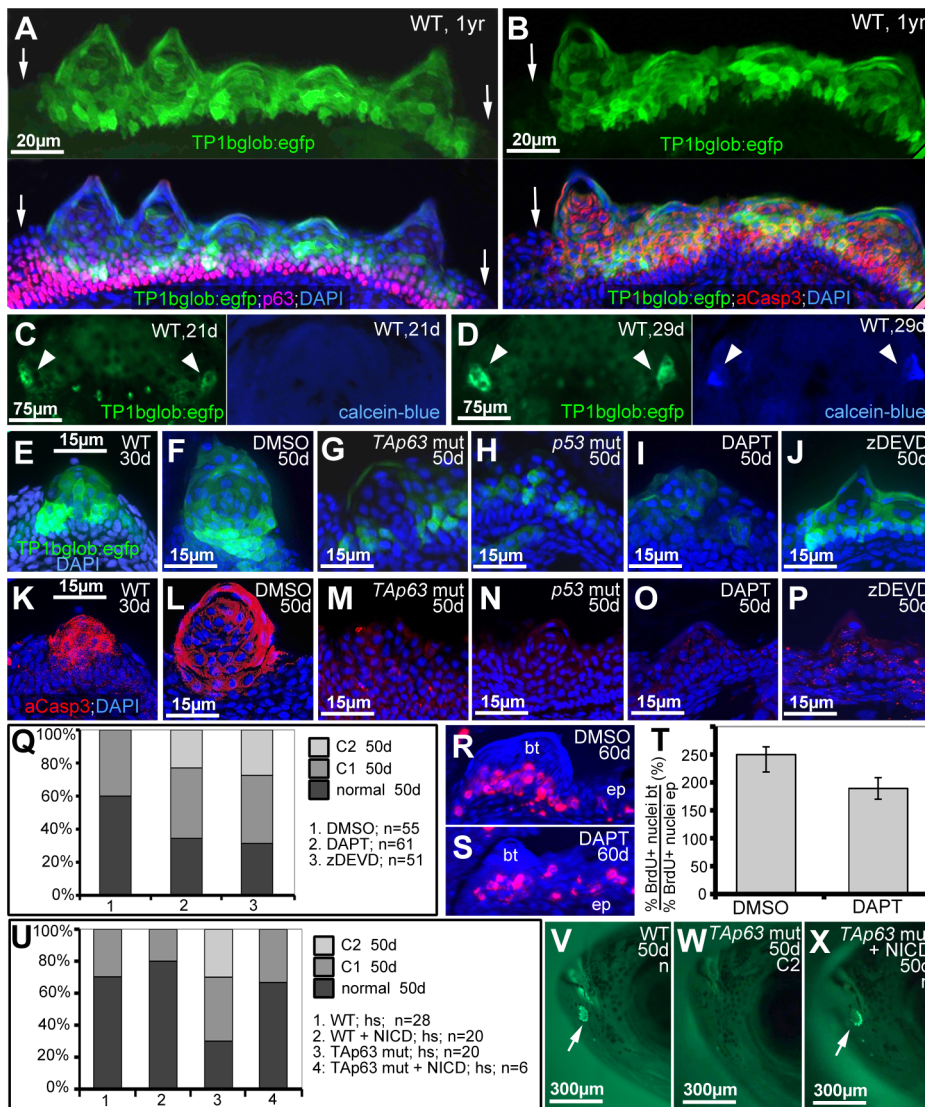 A
WT, 1yr
20µm
TP1bglob:egfp
TP1bglob:egfp;p63;DAPI
B
WT, 1yr
20µm
TP1bglob:egfp
TP1bglob:egfp;aCasp3;DAPI
C
WT,21d
75µm
TP1bglob:egfp
WT,21d
calcein-blue
D
WT,29d
75µm
TP1bglob:egfp
WT,29d
calcein-blue
E
WT
30d
15µm
TP1bglob:egfp
DAPI
F
DMSO
50d
15µm
G
TAp63 mut
50d
15µm
H
p53 mut
50d
15µm
I
DAPT
50d
15µm
J
zDEVD
50d
15µm
K
WT
30d
15µm
aCasp3;DAPI
L
DMSO
50d
15µm
M
TAp63 mut
50d
15µm
N
p53 mut
50d
15µm
O
DAPT
50d
15µm
P
zDEVD
50d
15µm
Q
100%
80%
60%
40%
20%
0%
1
2
3
C2 50d
C1 50d
normal 50d
1. DMSO; n=55
2. DAPT; n=61
3. zDEVD; n=51
R
DMSO
60d
bt
ep
S
DAPT
60d
bt
ep
T
% BrdU+ nuclei bt
% BrdU+ nuclei ep
(%)
300
250
200
150
100
50
0
DMSO
DAPT
U
100%
80%
60%
40%
20%
0%
1
2
3
4
C2 50d
C1 50d
normal 50d
1. WT; hs; n=28
2. WT + NICD; hs; n=20
3. TAp63 mut; hs; n=20
4: TAp63 mut + NICD; hs; n=6
V
WT
50d
n
300µm
W
TAp63 mut
50d
C2
300µm
X
TAp63 mut
+ NICD
50d
n
300µm